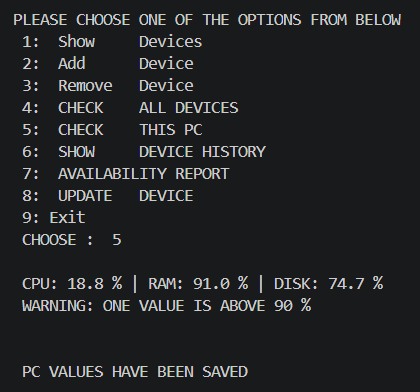 PLEASE CHOOSE ONE OF THE OPTIONS FROM BELOW
1: Show Devices
2: Add Device
3: Remove Device
4: CHECK ALL DEVICES
5: CHECK THIS PC
6: SHOW DEVICE HISTORY
7: AVAILABILITY REPORT
8: UPDATE DEVICE
9: Exit
CHOOSE : 5
CPU: 18.8 % | RAM: 91.0 % | DISK: 74.7 %
WARNING: ONE VALUE IS ABOVE 90 %
PC VALUES HAVE BEEN SAVED